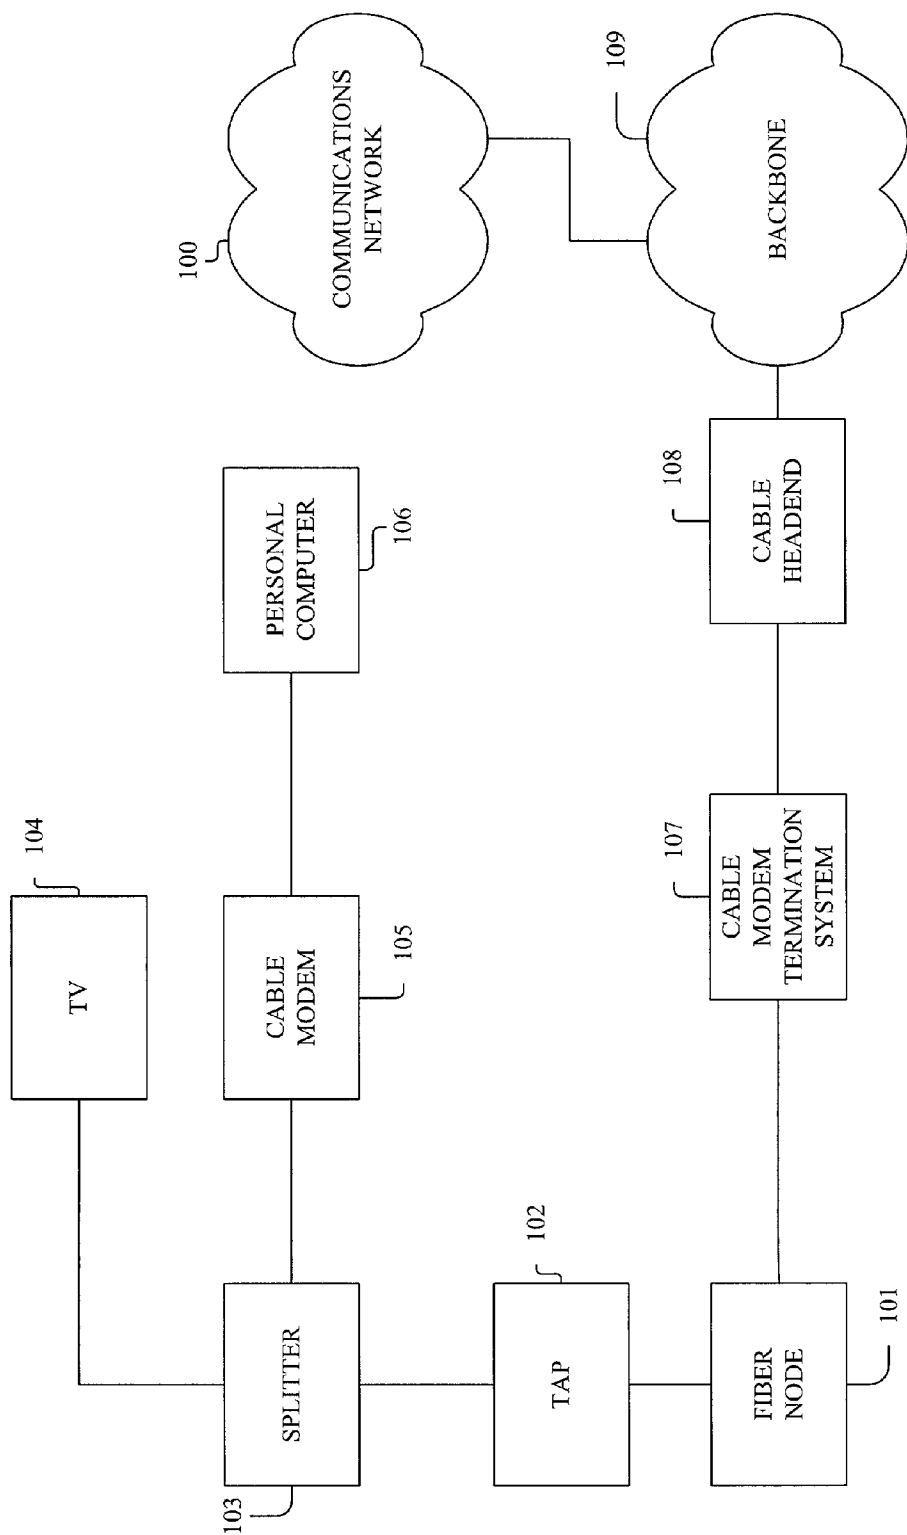 104
TV
103
SPLITTER
CABLE
MODEM
105
PERSONAL
COMPUTER
106
100
COMMUNICATIONS
NETWORK
TAP
102
FIBER
NODE
101
107
CABLE
MODEM
TERMINATION
SYSTEM
108
CABLE
HEADEND
109
BACKBONE